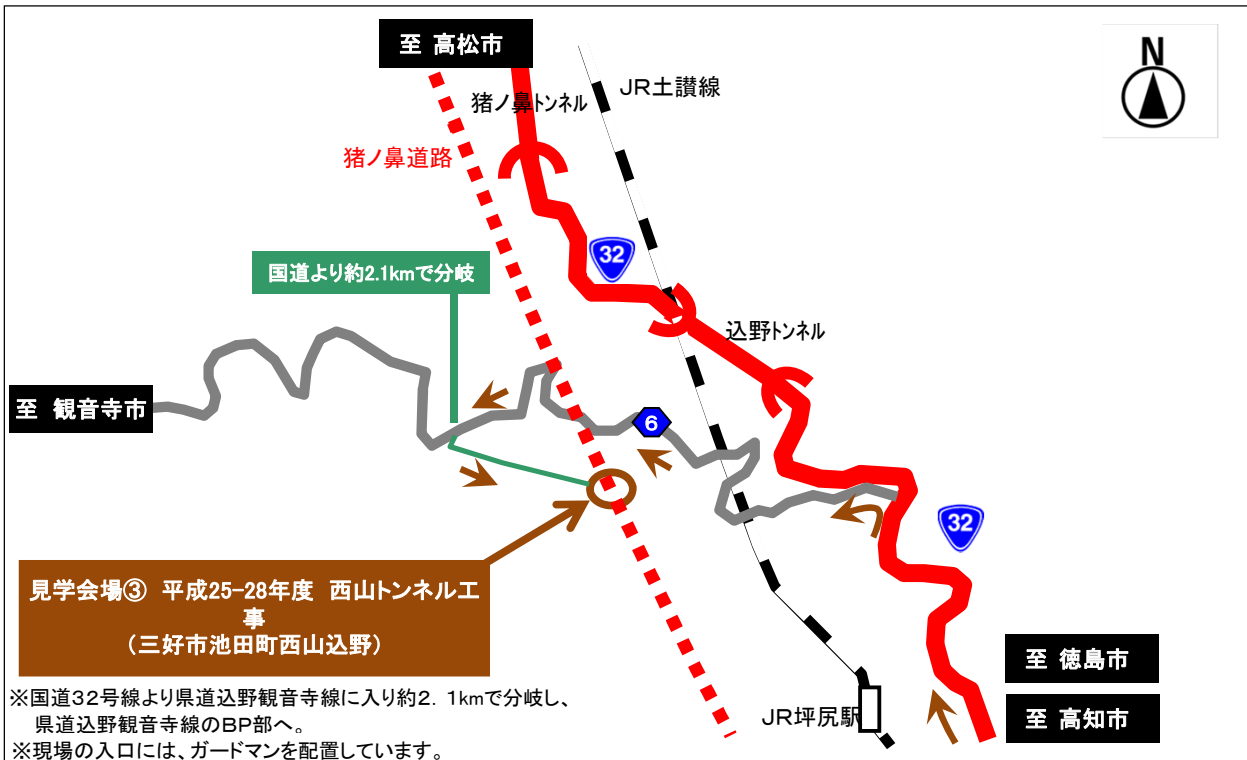 至 高松市
N
JR土讃線
猪ノ鼻トンネル
猪ノ鼻道路
32
国道より約2.1kmで分岐
込野トンネル
至 観音寺市
6
32
見学会場③ 平成25-28年度 西山トンネル工
事
(三好市池田町西山込野)
至 徳島市
至 高知市
JR坪尻駅
※国道32号線より県道込野観音寺線に入り約2.1kmで分岐し、
県道込野観音寺線のBP部へ。
※現場の入口には、ガードマンを配置しています。